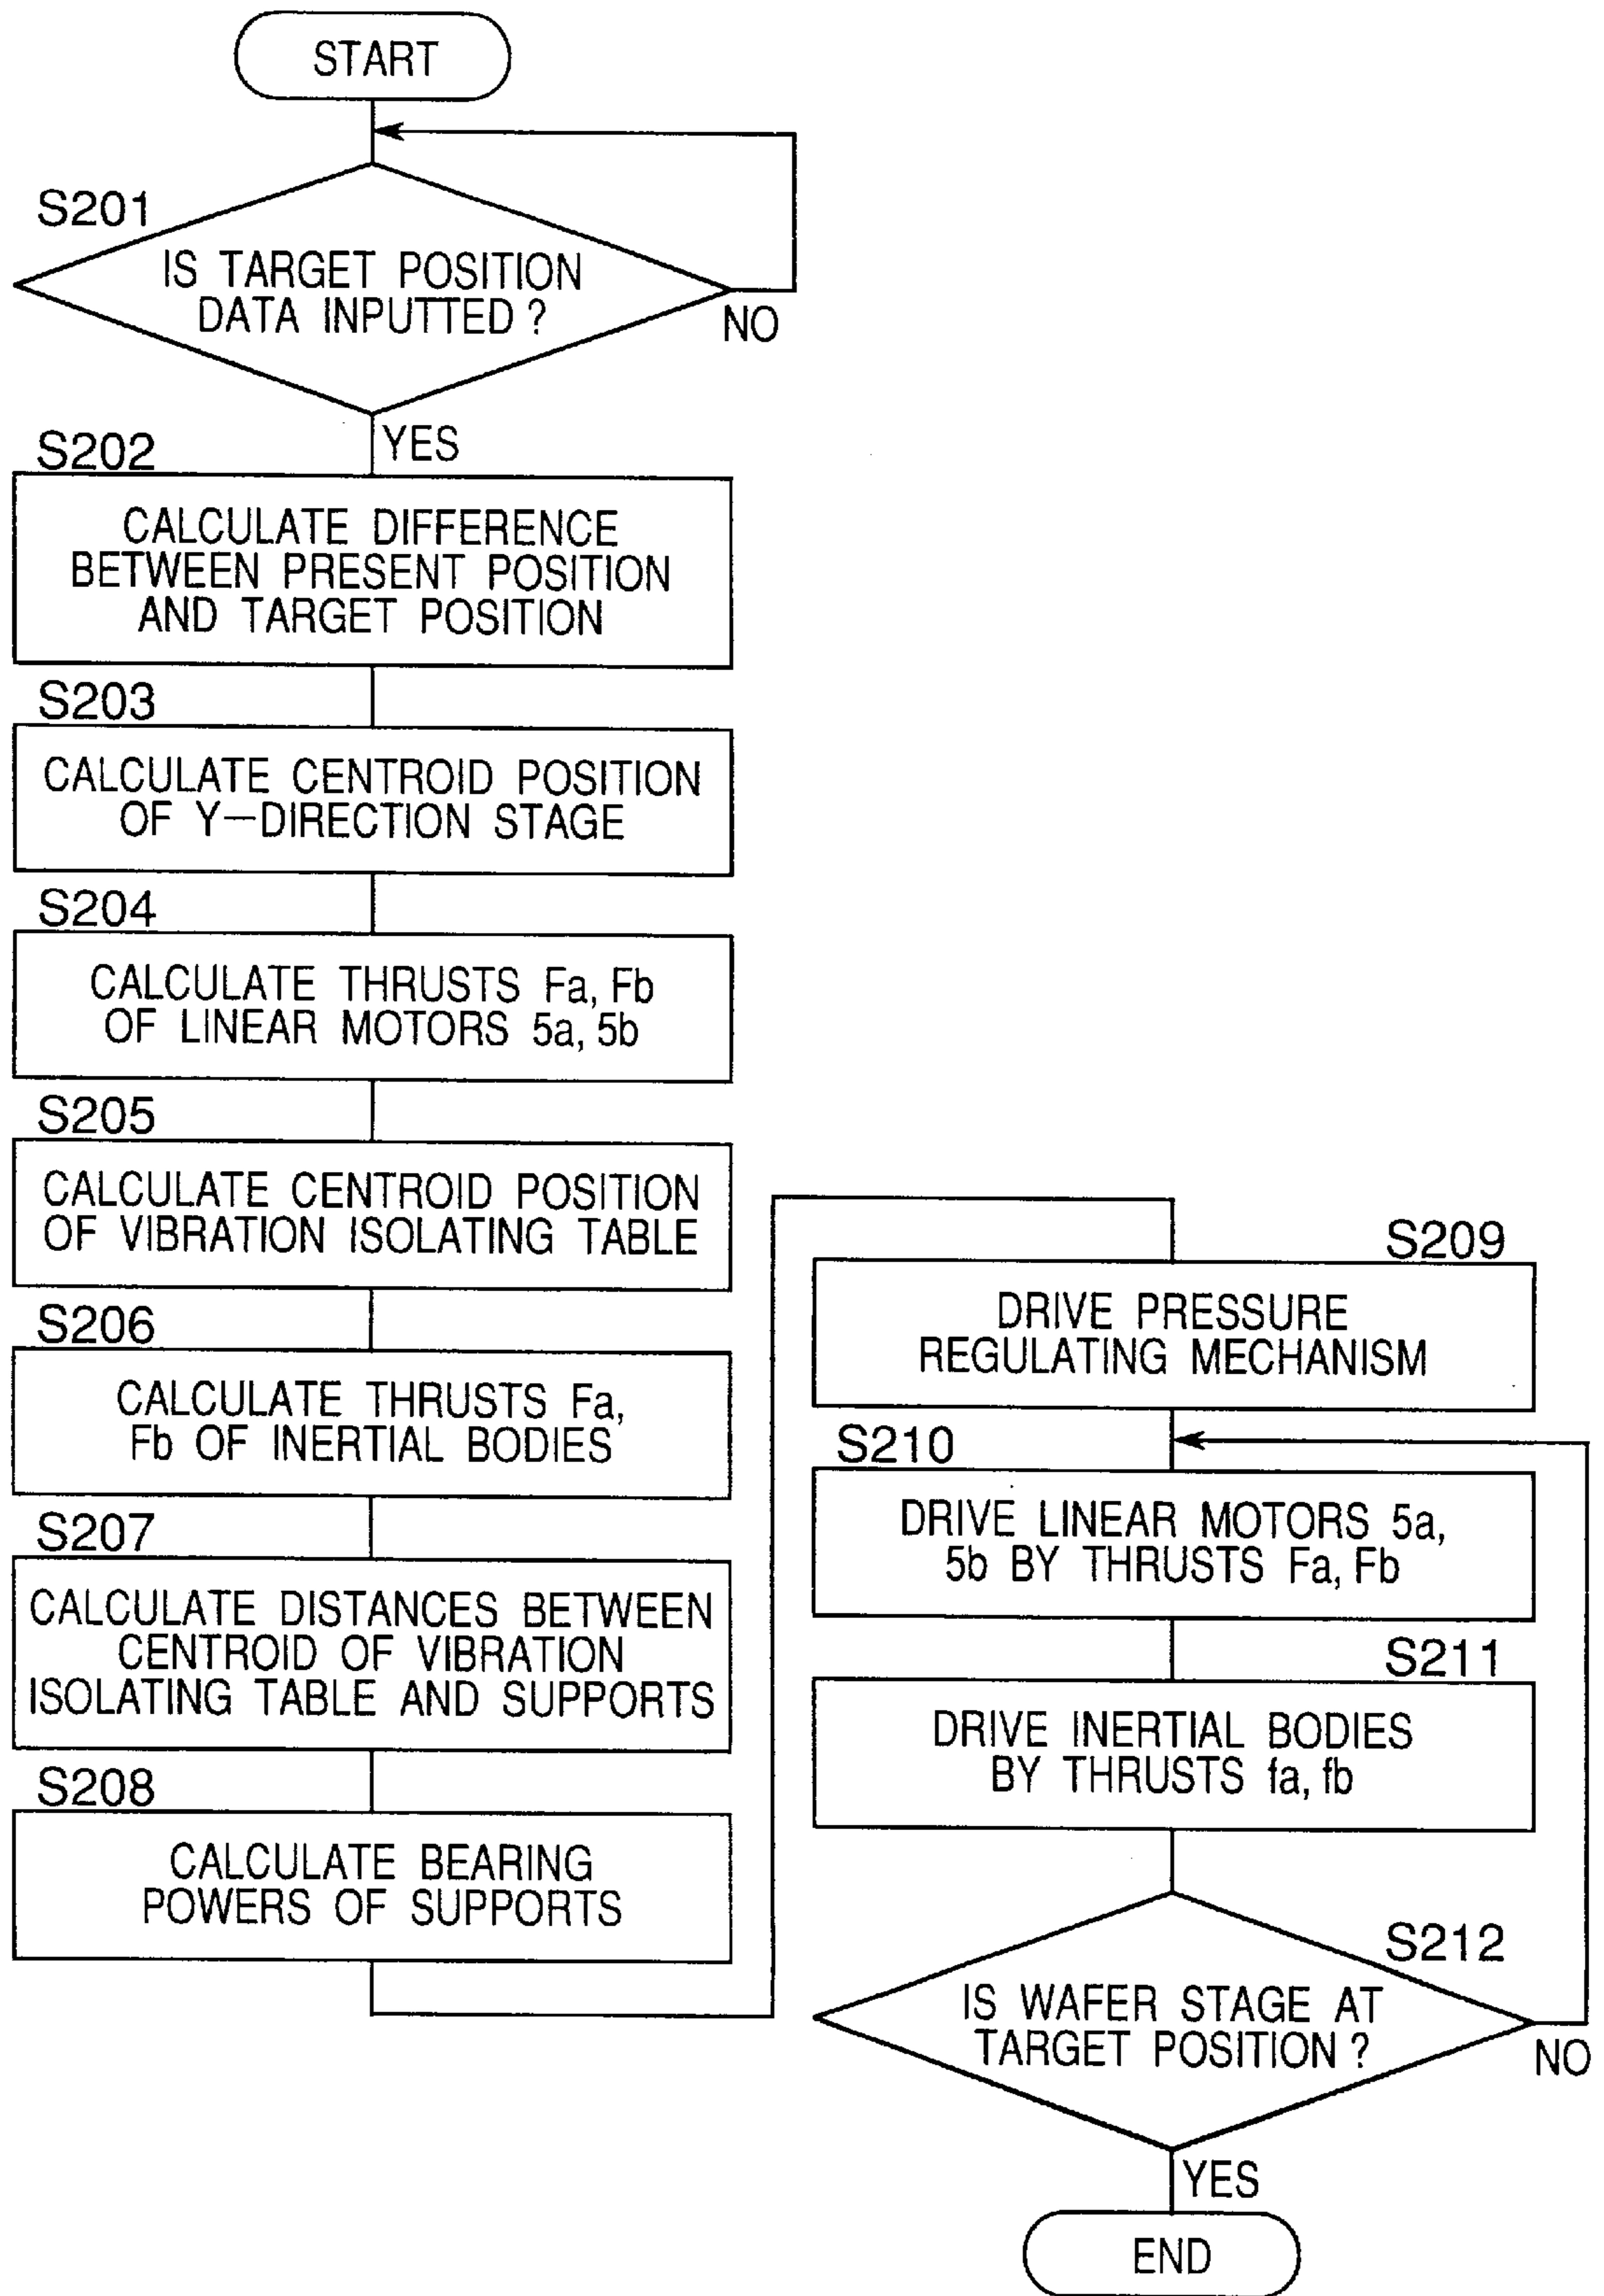 START
S201
IS TARGET POSITION
DATA INPUTTED ?
NO
YES
S202
CALCULATE DIFFERENCE
BETWEEN PRESENT POSITION
AND TARGET POSITION
S203
CALCULATE CENTROID POSITION
OF Y—DIRECTION STAGE
S204
CALCULATE THRUSTS Fa, Fb
OF LINEAR MOTORS 5a, 5b
S205
CALCULATE CENTROID POSITION
OF VIBRATION ISOLATING TABLE
S206
CALCULATE THRUSTS Fa,
Fb OF INERTIAL BODIES
S207
CALCULATE DISTANCES BETWEEN
CENTROID OF VIBRATION
ISOLATING TABLE AND SUPPORTS
S208
CALCULATE BEARING
POWERS OF SUPPORTS
S209
DRIVE PRESSURE
REGULATING MECHANISM
S210
DRIVE LINEAR MOTORS 5a,
5b BY THRUSTS Fa, Fb
S211
DRIVE INERTIAL BODIES
BY THRUSTS fa, fb
S212
IS WAFER STAGE AT
TARGET POSITION ?
NO
YES
END